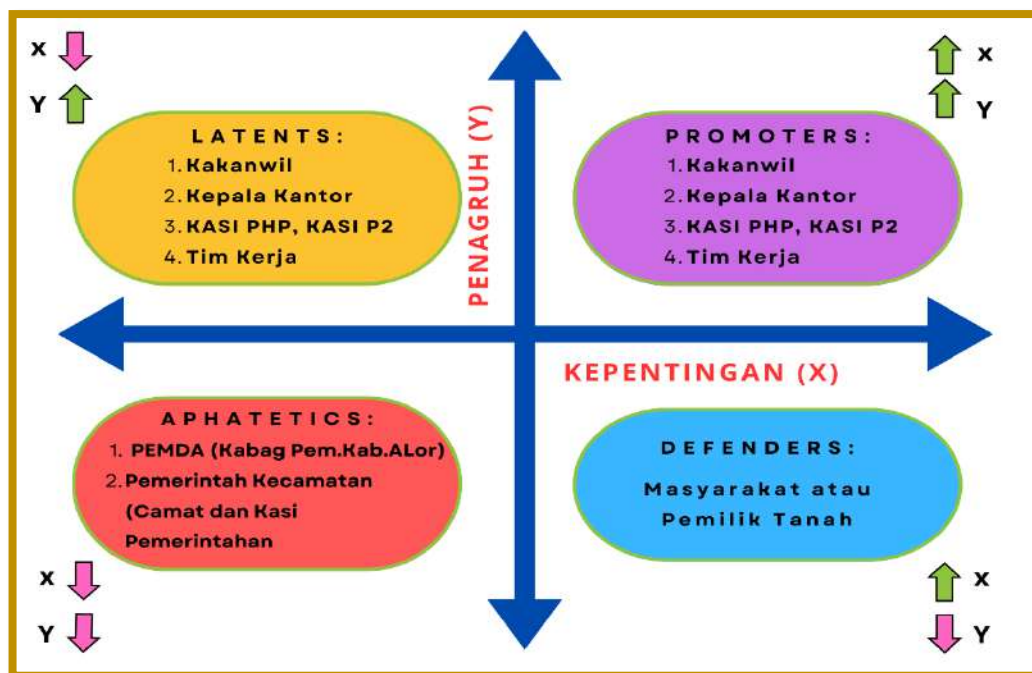 X
Y
LATENTS:
1. Kakanwil
2. Kepala Kantor
3. KASI PHP, KASI P2
4. Tim Kerja
PENAGRUH (Y)
X
Y
PROMOTERS:
1. Kakanwil
2. Kepala Kantor
3. KASI PHP, KASI P2
4. Tim Kerja
KEPENTINGAN (X)
APHATETICS:
1. PEMDA (Kabag Pem.Kab.ALor)
2. Pemerintah Kecamatan
(Camat dan Kasi
Pemerintahan
X
Y
DEFENDERS:
Masyarakat atau
Pemilik Tanah
X
Y